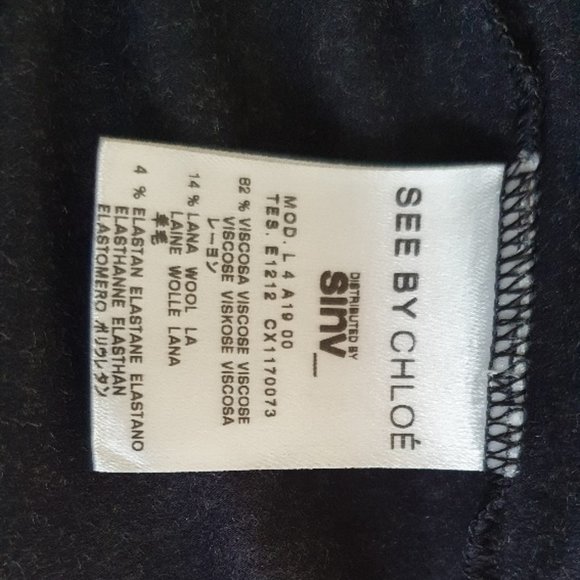 SEE BY CHLOÉ
DISTRIBUTED BY
sinv_
MOD. L 4 A19 00
TES. E1212 CX1170073
82 % VISCOSA VISCOSE VISCOSE
VISCOSE VISKOSE VISCOSA
レーヨン
14 % LANA WOOL LA
LAINE WOLLE LANA
羊毛
4 % ELASTAN ELASTANE ELASTANO
ELASTHANNE ELASTHAN
ELASTOMERO ポリウレタン